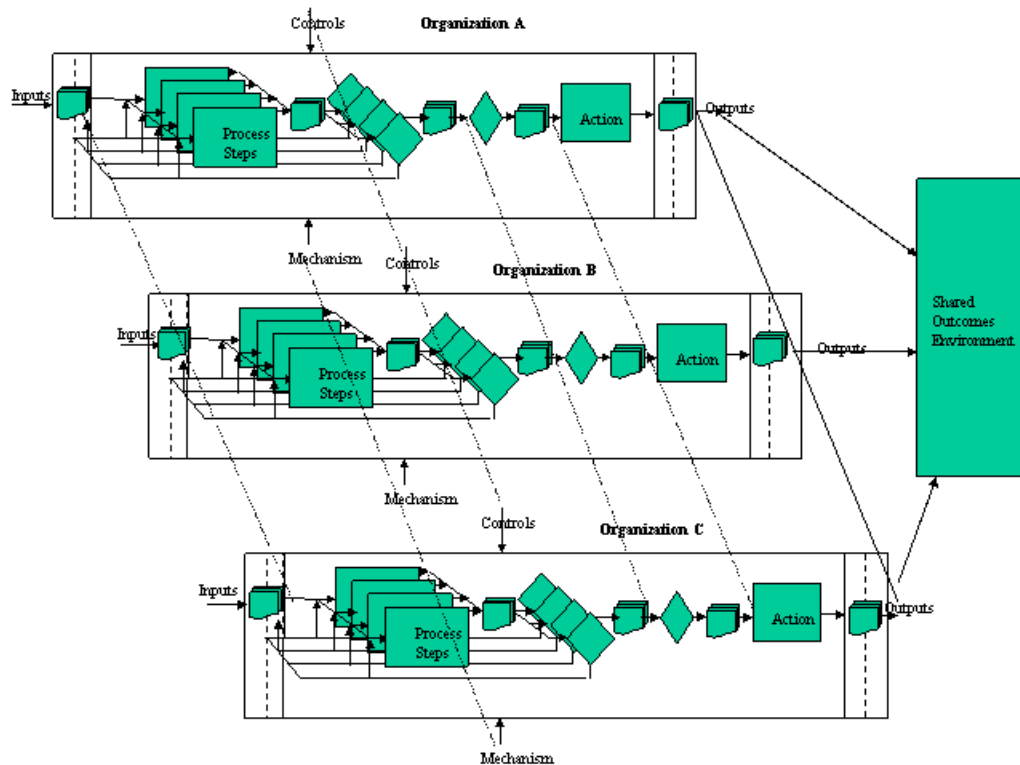 Controls
Organization A
Inputs
Process
Steps
Action
Outputs
Mechanism
Controls
Organization B
Inputs
Process
Steps
Action
Outputs
Shared
Outcomes
Environment
Mechanism
Controls
Organization C
Inputs
Process
Steps
Action
Outputs
Mechanism